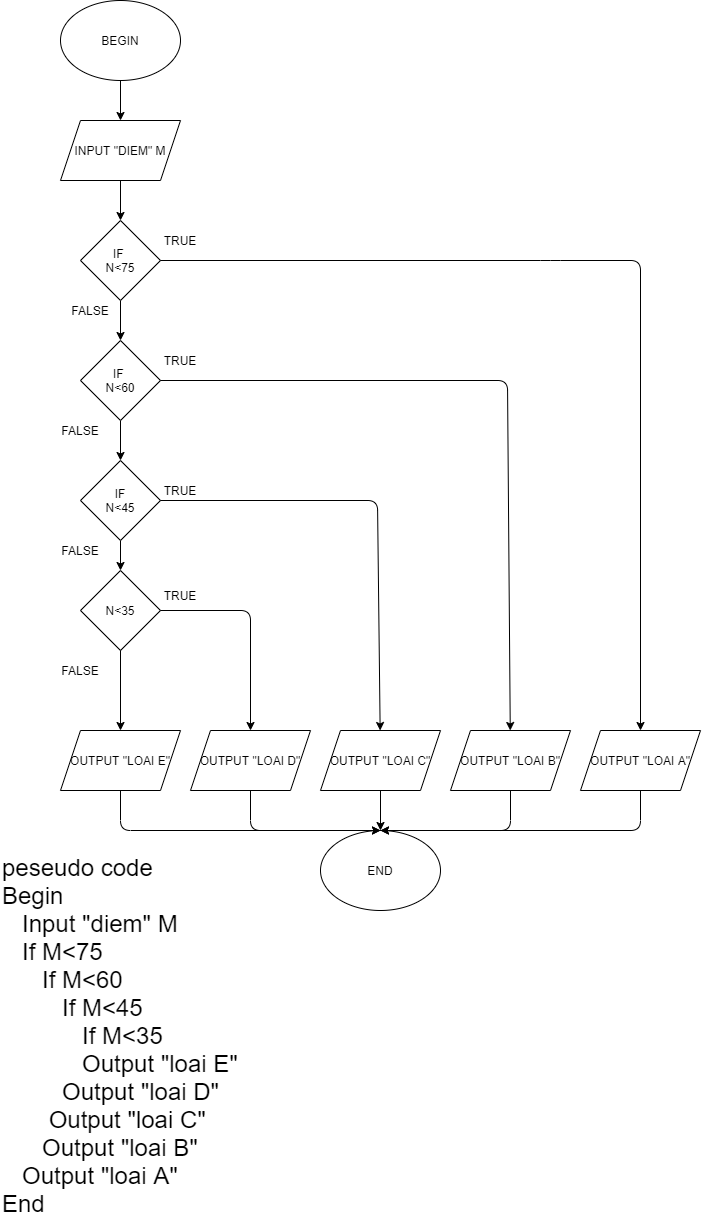 BEGIN
INPUT "DIEM" M
IF
N<75
TRUE
FALSE
IF
N<60
TRUE
FALSE
IF
N<45
TRUE
FALSE
N<35
TRUE
FALSE
OUTPUT "LOAI E"
OUTPUT "LOAI D"
OUTPUT "LOAI C"
OUTPUT "LOAI B"
OUTPUT "LOAI A"
END
peseudo code
Begin
Input "diem" M
If M<75
If M<60
If M<45
If M<35
Output "loai E"
Output "loai D"
Output "loai C"
Output "loai B"
Output "loai A"
End